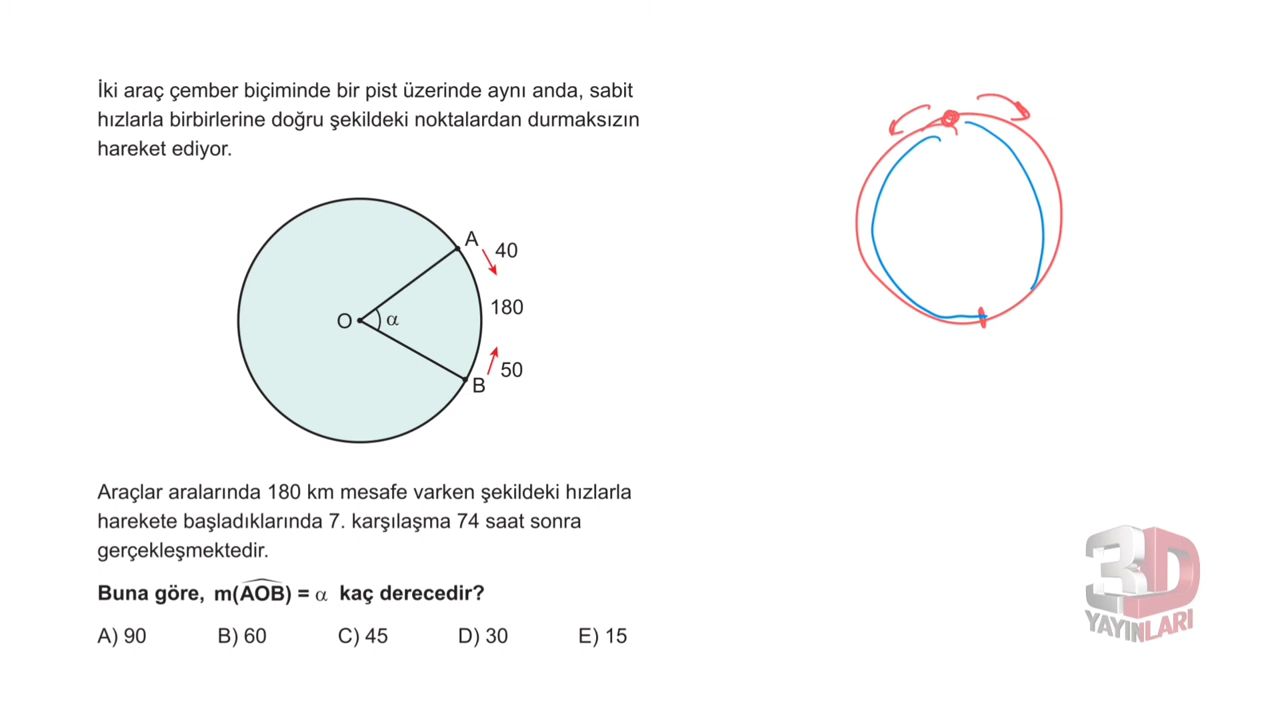 İki araç çember biçiminde bir pist üzerinde aynı anda, sabit
hızlarla birbirlerine doğru şekildeki noktalardan durmaksızın
hareket ediyor.
A
40
180
O
α
50
B
Araçlar aralarında 180 km mesafe varken şekildeki hızlarla
harekete başladıklarında 7. karşılaşma 74 saat sonra
gerçekleşmektedir.
Buna göre, m(AOB) = α kaç derecedir?
A) 90 B) 60 C) 45 D) 30 E) 15
3D
YAYINLARI